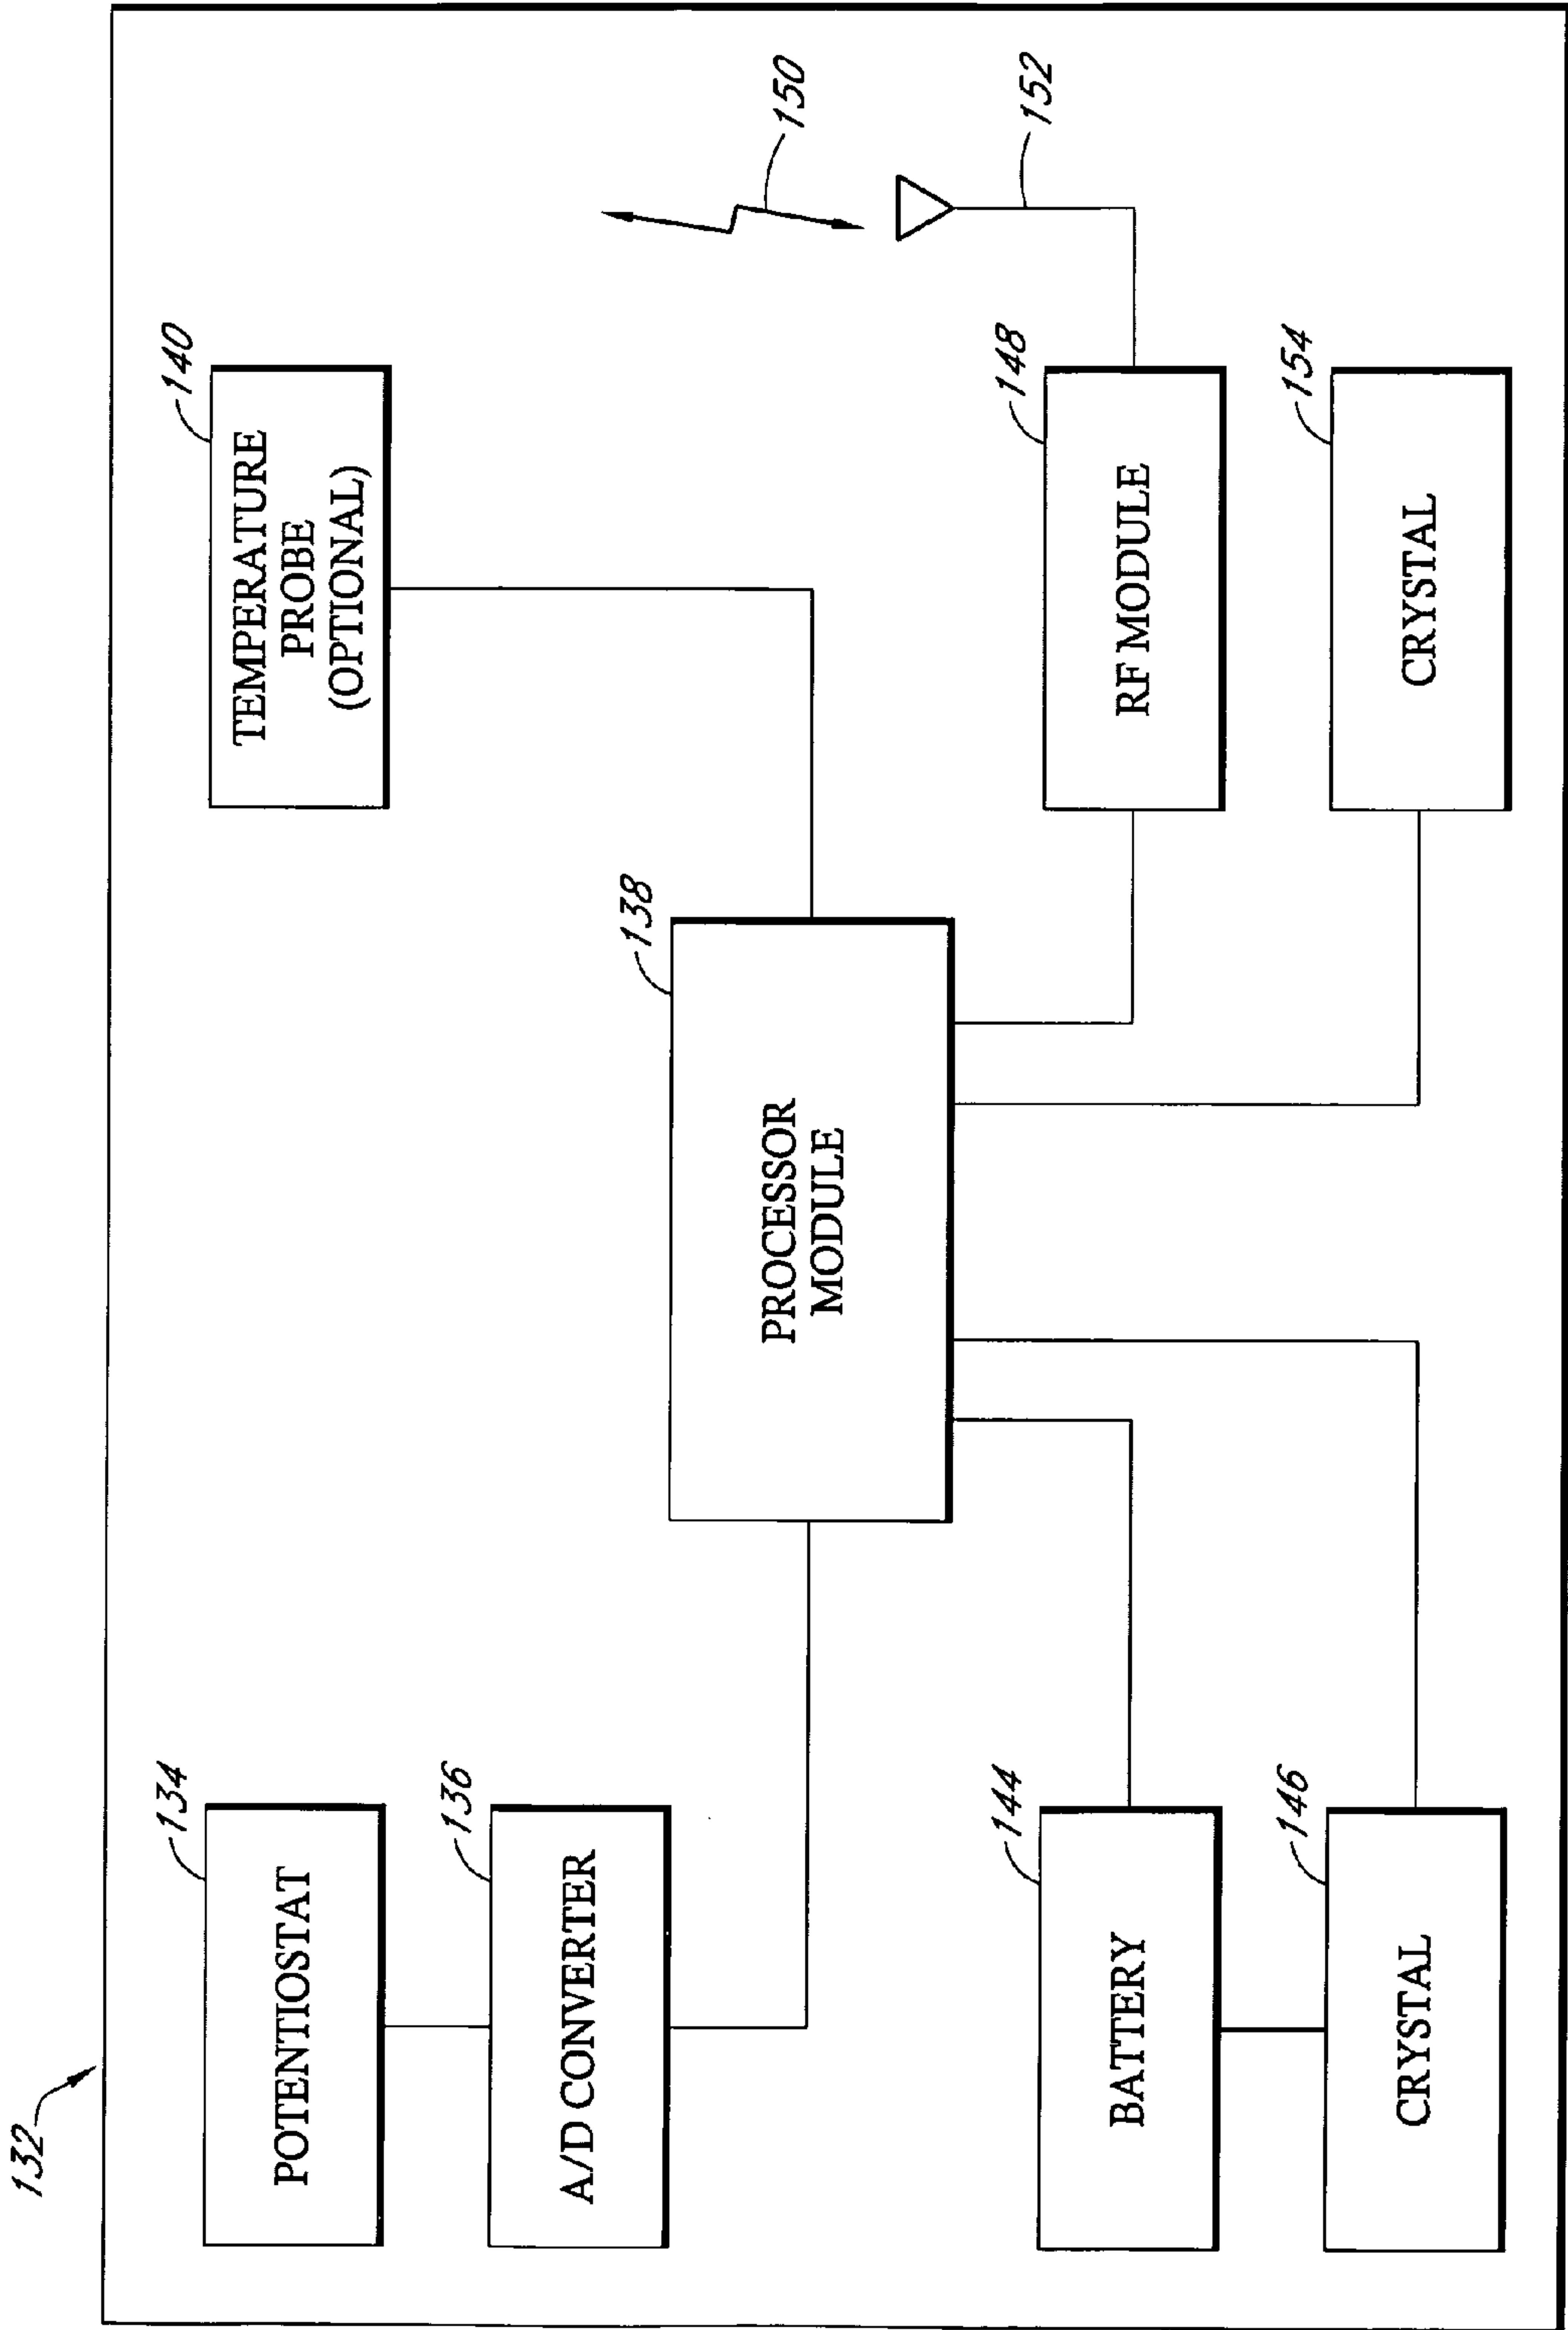 132
134
POTENTIOSTAT
136
A/D CONVERTER
138
PROCESSOR
MODULE
140
TEMPERATURE
PROBE
(OPTIONAL)
150
152
144
BATTERY
146
CRYSTAL
148
RF MODULE
154
CRYSTAL